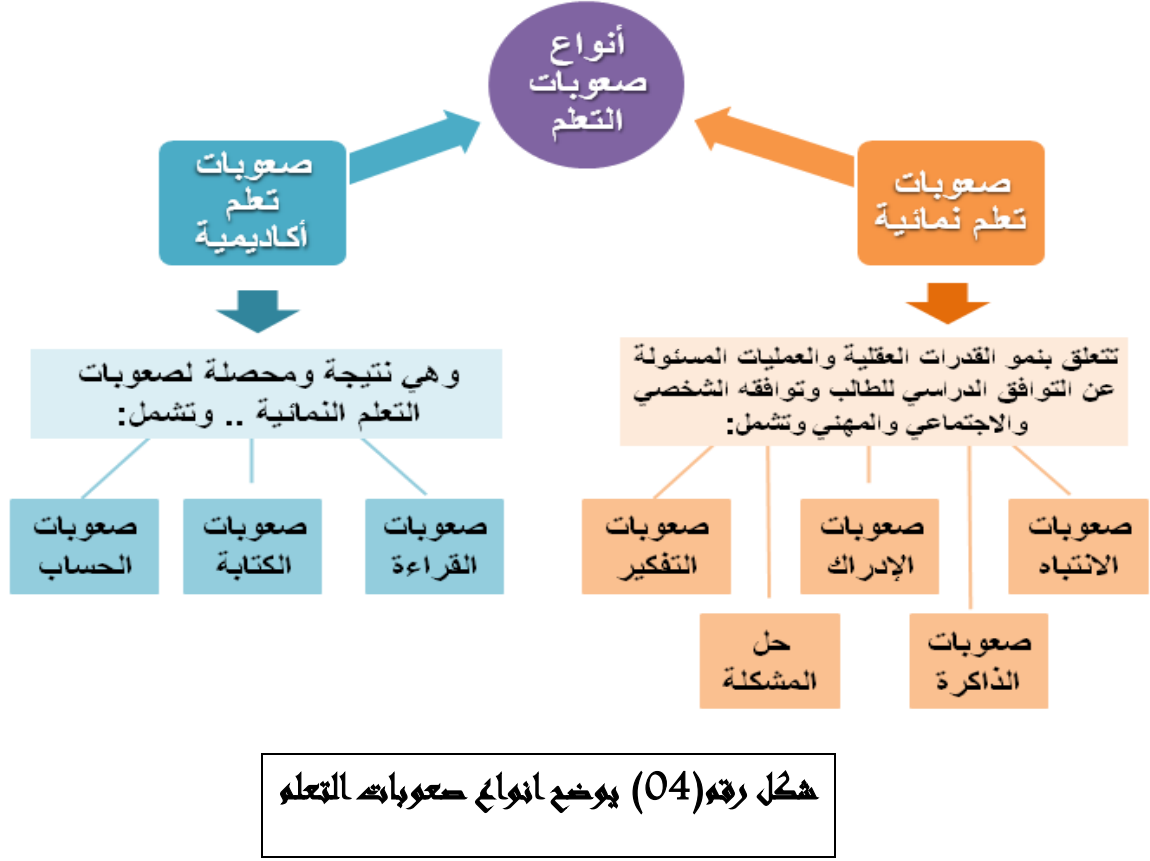 أنواع
صعوبات
التعلم
صعوبات
تعلم نمائية
تتعلق بنمو القدرات العقلية والعمليات المسئولة
عن التوافق الدراسي للطالب وتوافقه الشخصي
والاجتماعي والمهني وتشمل:
صعوبات
الانتباه
صعوبات
الذاكرة
صعوبات
الإدراك
حل
المشكلة
صعوبات
التفكير
صعوبات
تعلم
أكاديمية
وهي نتيجة ومحصلة لصعوبات
التعلم النمائية .. وتشمل:
صعوبات
القراءة
صعوبات
الكتابة
صعوبات
الحساب
شكل رقم(04) يوضح انواع صعوبات التعلم